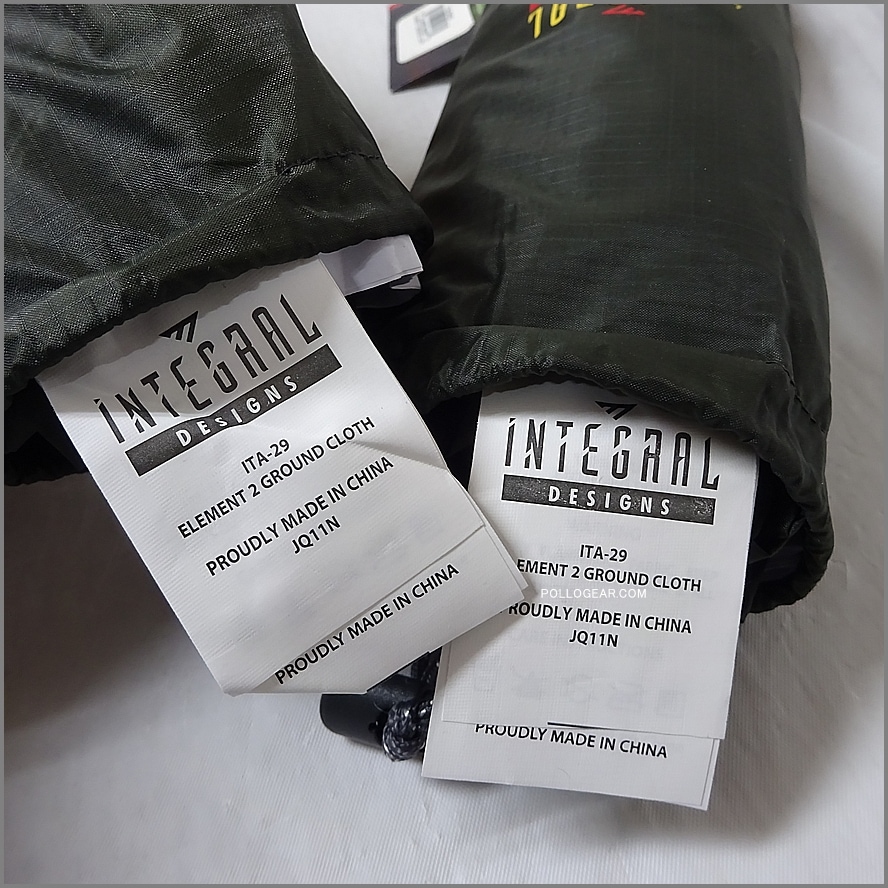 INTEGRAL
DESIGNS
ITA-29
ELEMENT 2 GROUND CLOTH
PROUDLY MADE IN CHINA
JQ11N
PROUDLY MADE IN CHINA
INTEGRAL
DESIGNS
ITA-29
EMENT 2 GROUND CLOTH
POLLOGEAR.COM
ROUDLY MADE IN CHINA
JQ11N
PROUDLY MADE IN CHINA